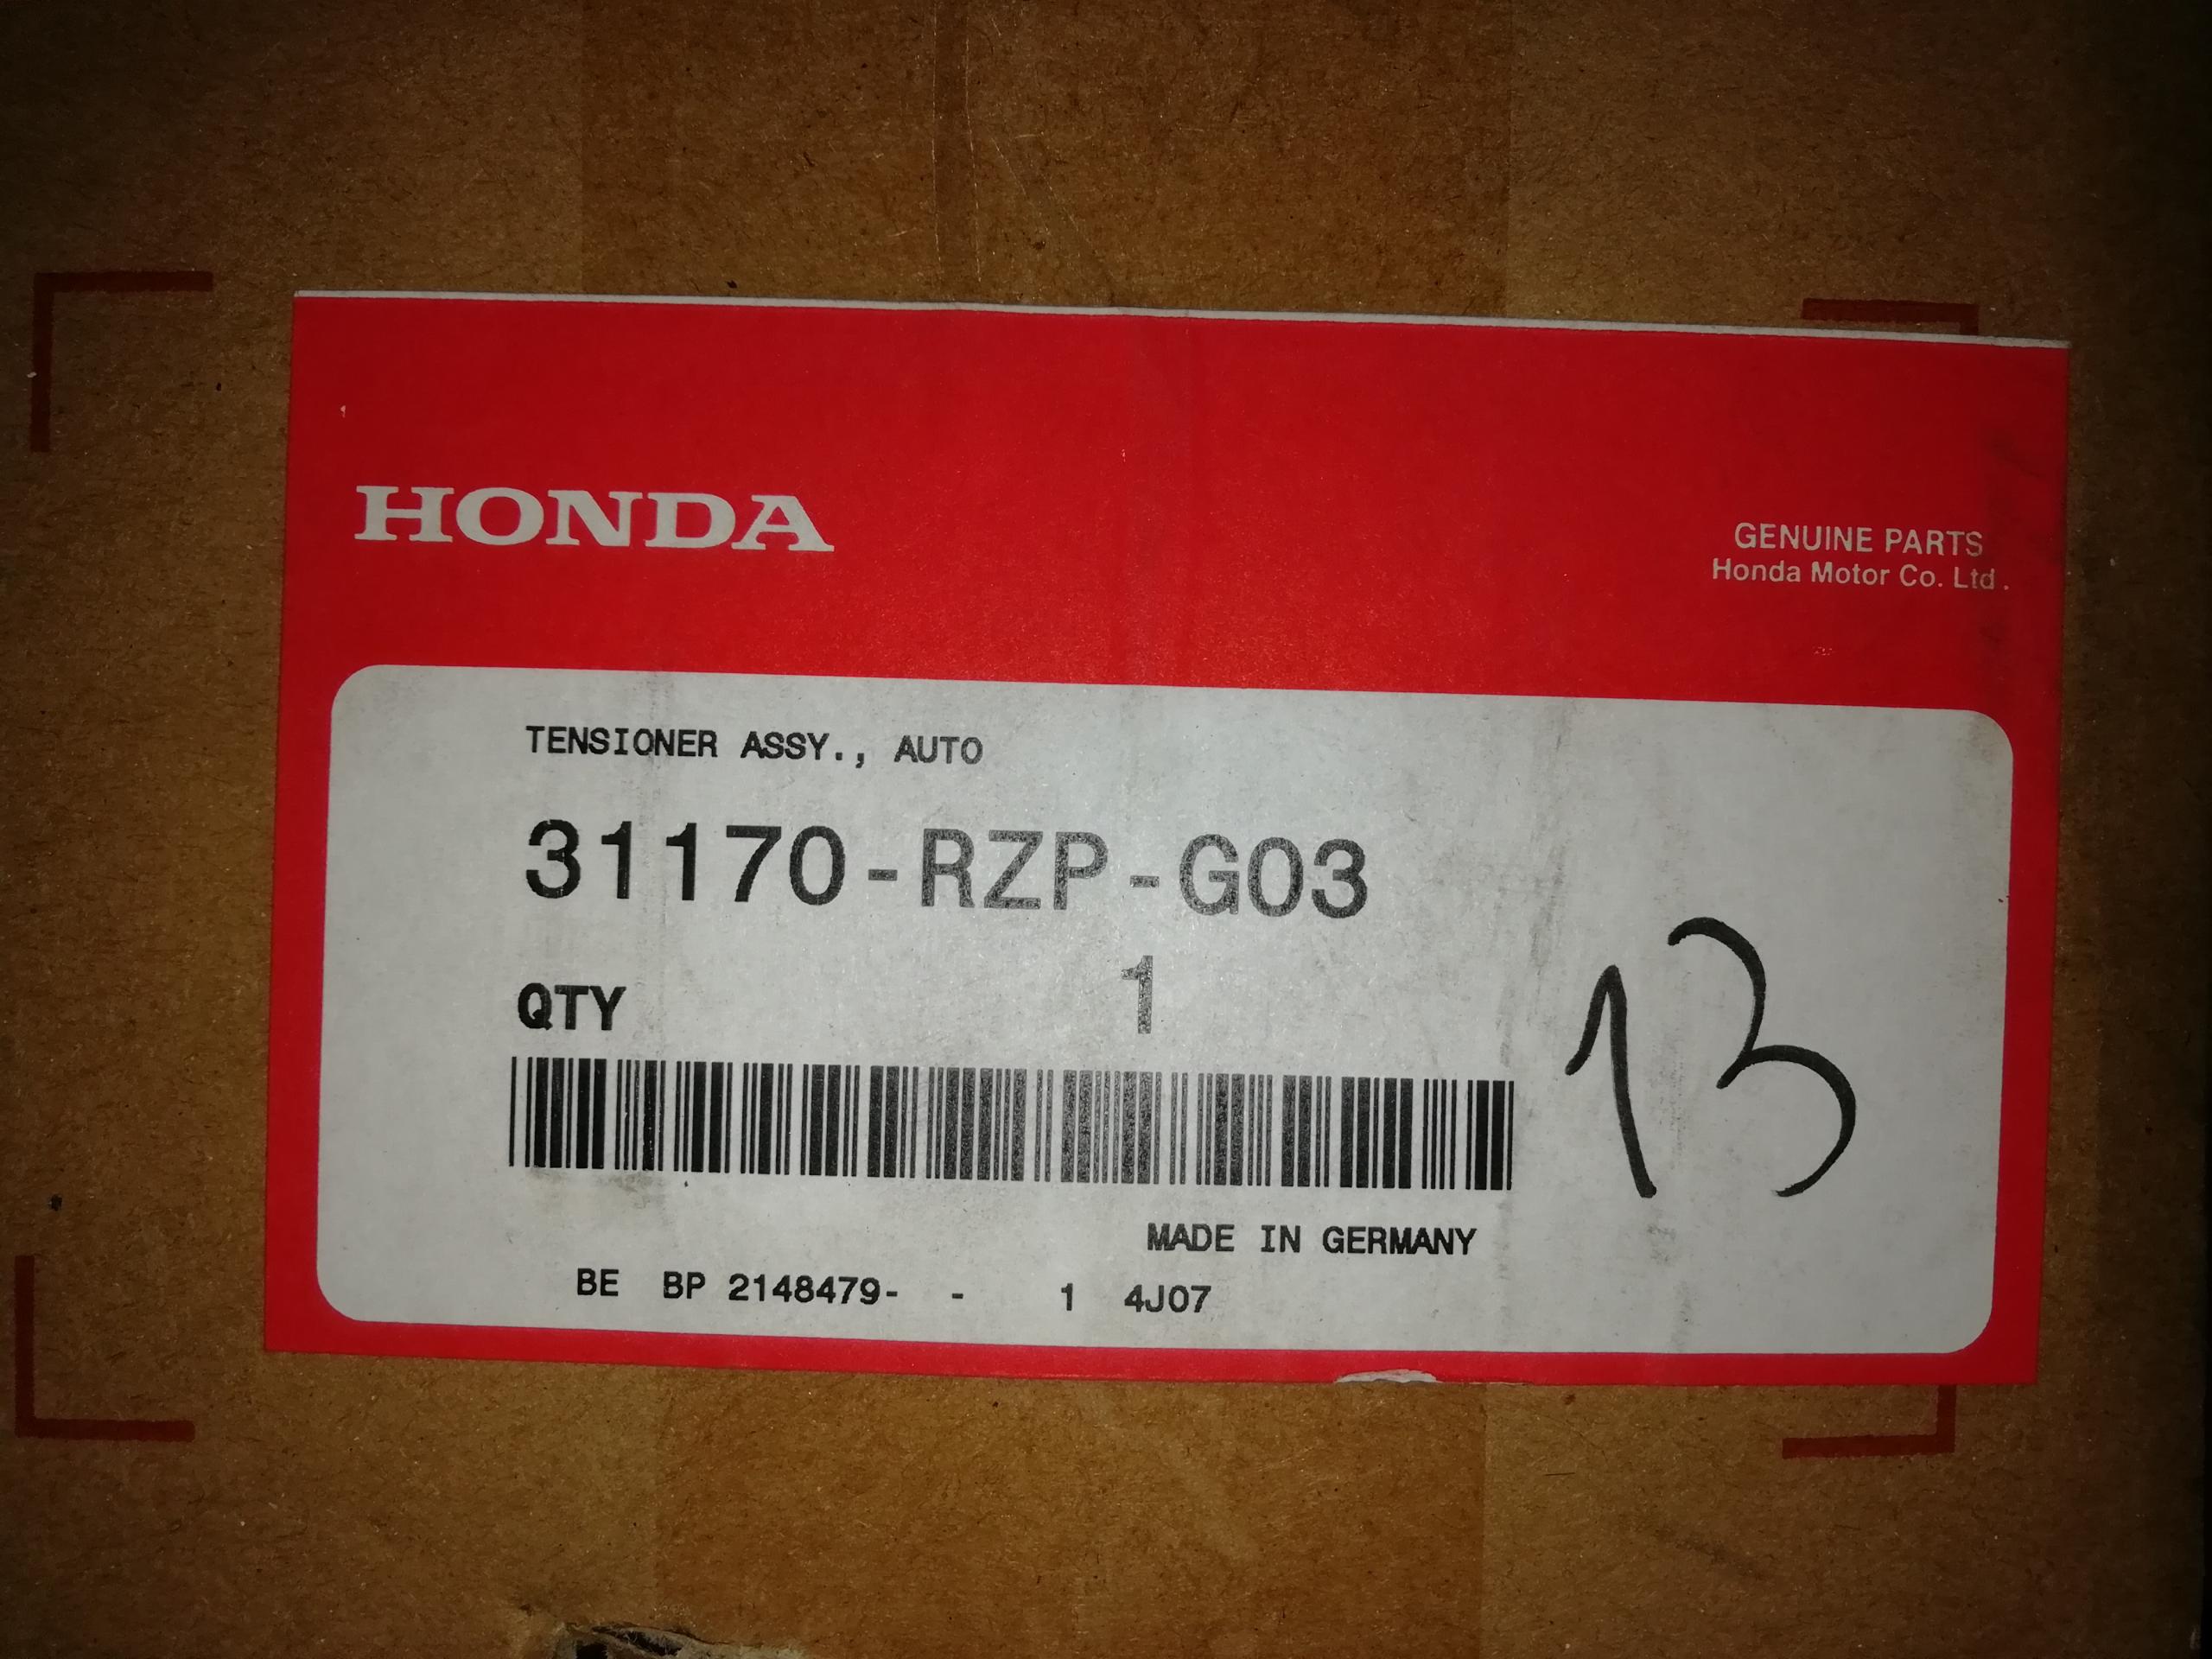 HONDA
GENUINE PARTS
Honda Motor Co. Ltd.
TENSIONER ASSY., AUTO
31170-RZP-G03
QTY 1
13
MADE IN GERMANY
BE BP 2148479- - 1 4J07